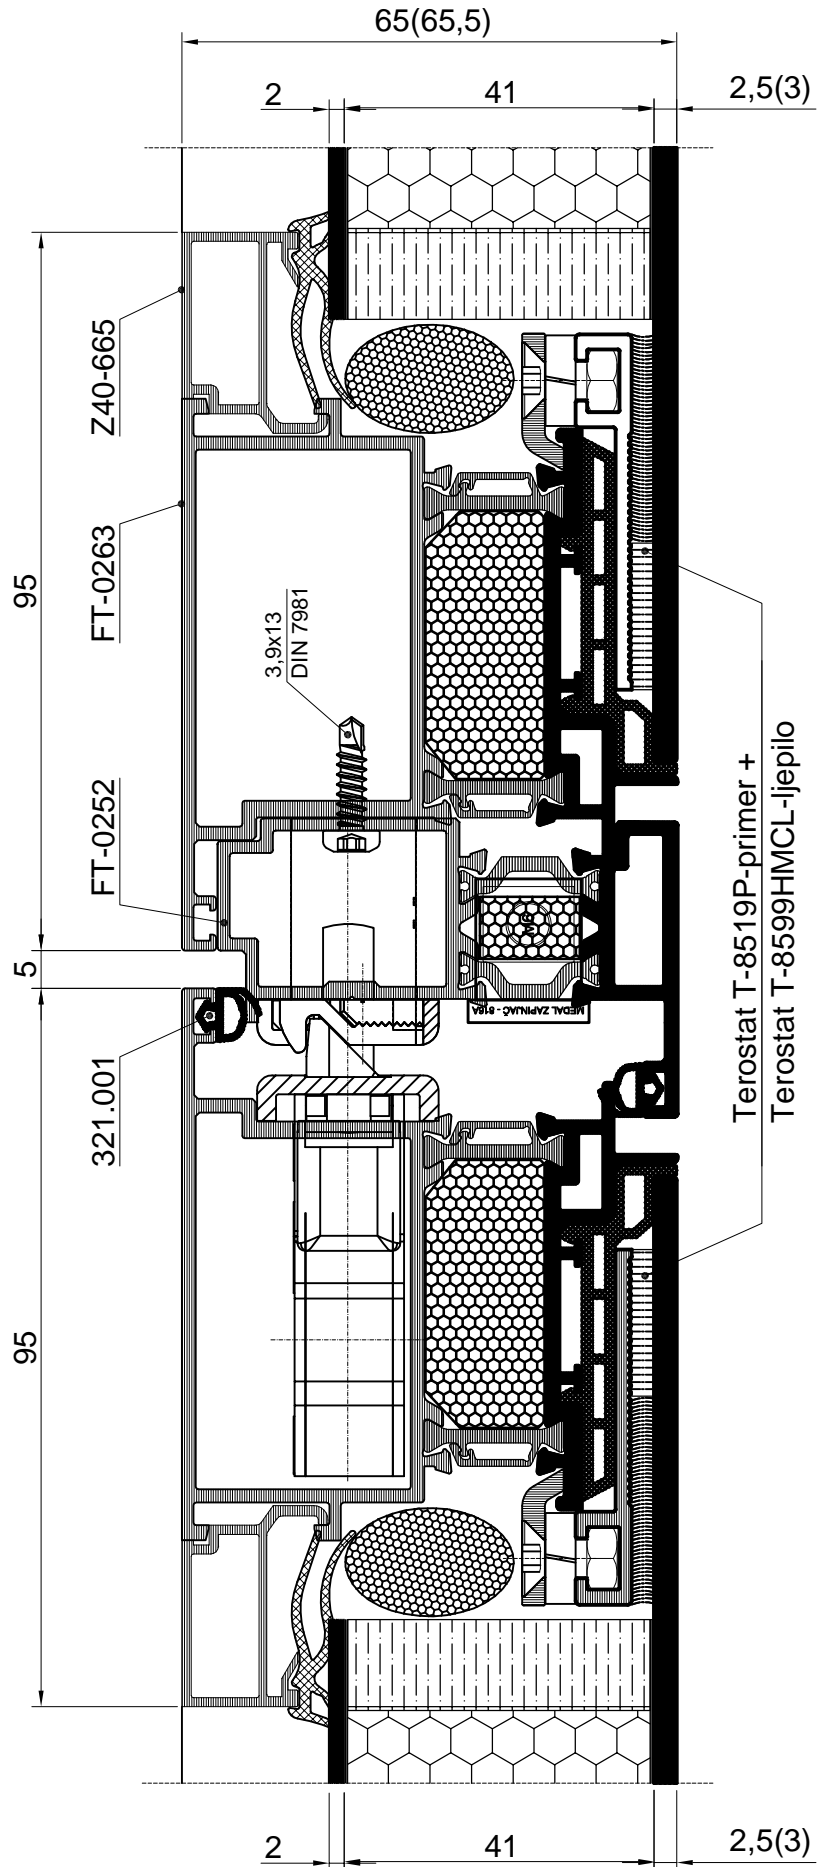 65(65,5)
2
41
2,5(3)
Z40-665
FT-0263
95
3,9x13
DIN 7981
FT-0252
5
321.001
MEDAL ZAPINJAČ - 816A
Terostat T-8519P-primer +
Terostat T-8599HMCL-ljepilo
95
2
41
2,5(3)